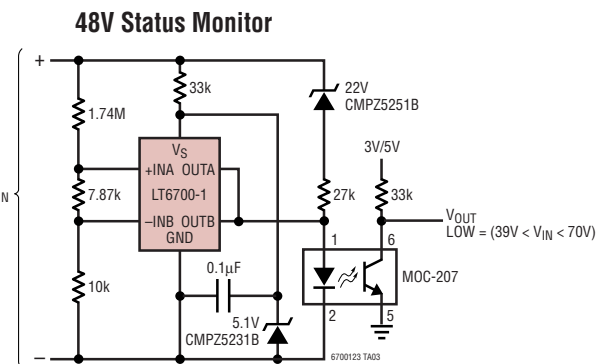 48V Status Monitor
+
33k
22V
CMPZ5251B
1.74M
VS
3V/5V
+INA OUTA
N
7.87k
LT6700-1
27k
33k
–INB OUTB
GND
VOUT
LOW = (39V < VIN < 70V)
1
6
0.1µF
MOC-207
10k
5.1V
CMPZ5231B
2
5
–
6700123 TA03